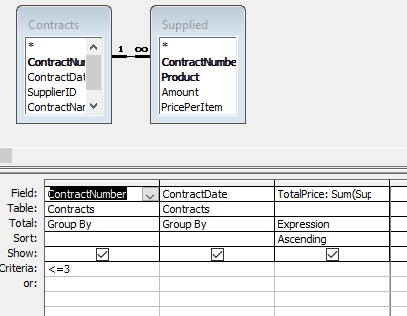 Contracts
*
ContractNum
ContractDat
SupplierID
ContractNar
1 ∞
Supplied
*
ContractNumbe
Product
Amount
PricePerItem
Field: ContractNumber ContractDate TotalPrice: Sum(Sup
Table: Contracts Contracts
Total: Group By Group By Expression
Sort: Ascending
Show:
Criteria: <=3
or: